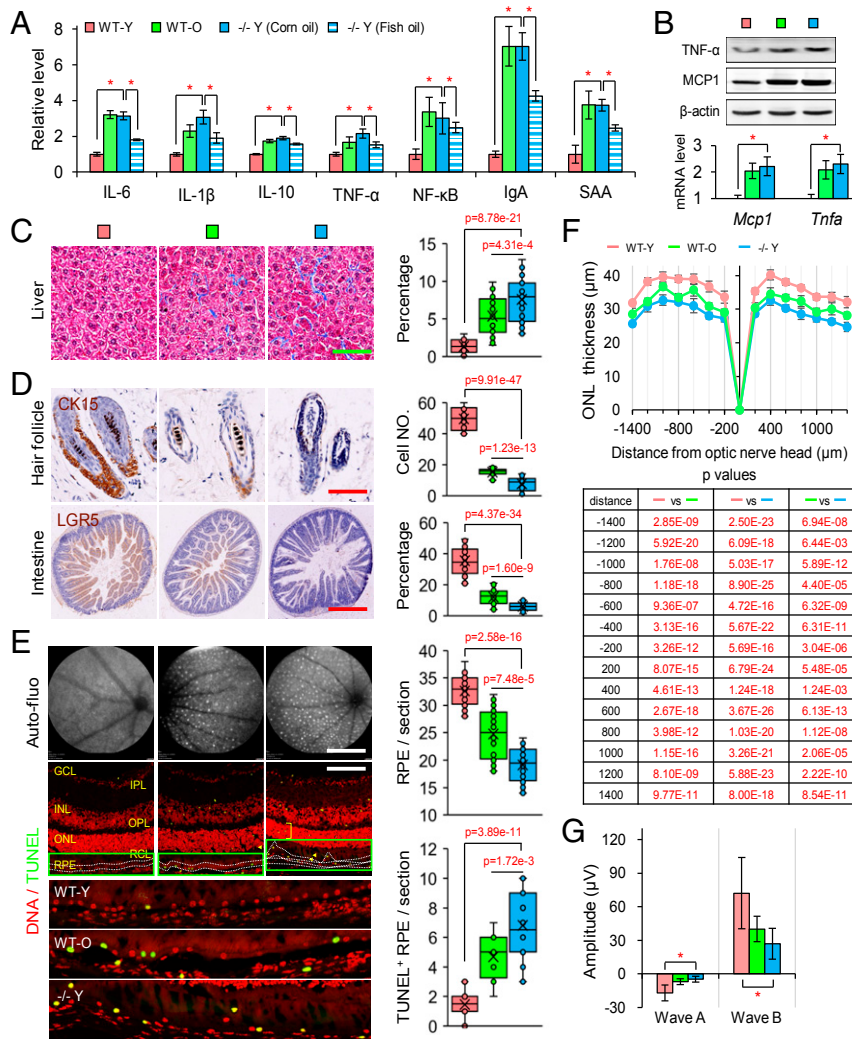 A
WT-Y WT-O -/- Y (Corn oil) -/- Y (Fish oil)
Relative level
8
6
4
2
0
* * * * * * * * * * * * * *
IL-6 IL-1β IL-10 TNF-α NF-κB IgA SAA
B
TNF-α
MCP1
β-actin
mRNA level
3
2
1
* *
Mcp1 Tnfa
C
Liver
Percentage
15
10
5
0
p=8.78e-21
p=4.31e-4
D
Hair follicle
CK15
Cell NO.
60
40
20
0
p=9.91e-47
p=1.23e-13
Intestine
LGR5
Percentage
60
40
20
0
p=4.37e-34
p=1.60e-9
E
Auto-fluo
RPE / section
40
35
30
25
20
15
10
p=2.58e-16
p=7.48e-5
DNA / TUNEL
GCL
IPL
INL
OPL
ONL
RCL
RPE
WT-Y
WT-O
-/- Y
TUNEL⁺ RPE / section
12
10
8
6
4
2
0
p=3.89e-11
p=1.72e-3
F
WT-Y WT-O -/- Y
ONL thickness (μm)
40
30
20
10
0
-1400 -800 -200 400 1000
Distance from optic nerve head (μm)
p values
distance vs vs vs
-1400 2.85E-09 2.50E-23 6.94E-08
-1200 5.92E-20 6.09E-18 6.44E-03
-1000 1.76E-08 5.03E-17 5.89E-12
-800 1.18E-18 8.90E-25 4.40E-05
-600 9.36E-07 4.72E-16 6.32E-09
-400 3.13E-16 5.67E-22 6.31E-11
-200 3.26E-12 5.69E-16 3.04E-06
200 8.07E-15 6.79E-24 5.48E-05
400 4.61E-13 1.24E-18 1.24E-03
600 2.67E-18 3.67E-26 6.13E-13
800 3.98E-12 1.03E-20 1.12E-08
1000 1.15E-16 3.26E-21 2.06E-05
1200 8.10E-09 5.88E-23 2.22E-10
1400 9.77E-11 8.00E-18 8.54E-11
G
Amplitude (μV)
120
90
60
30
0
-30
* *
Wave A Wave B